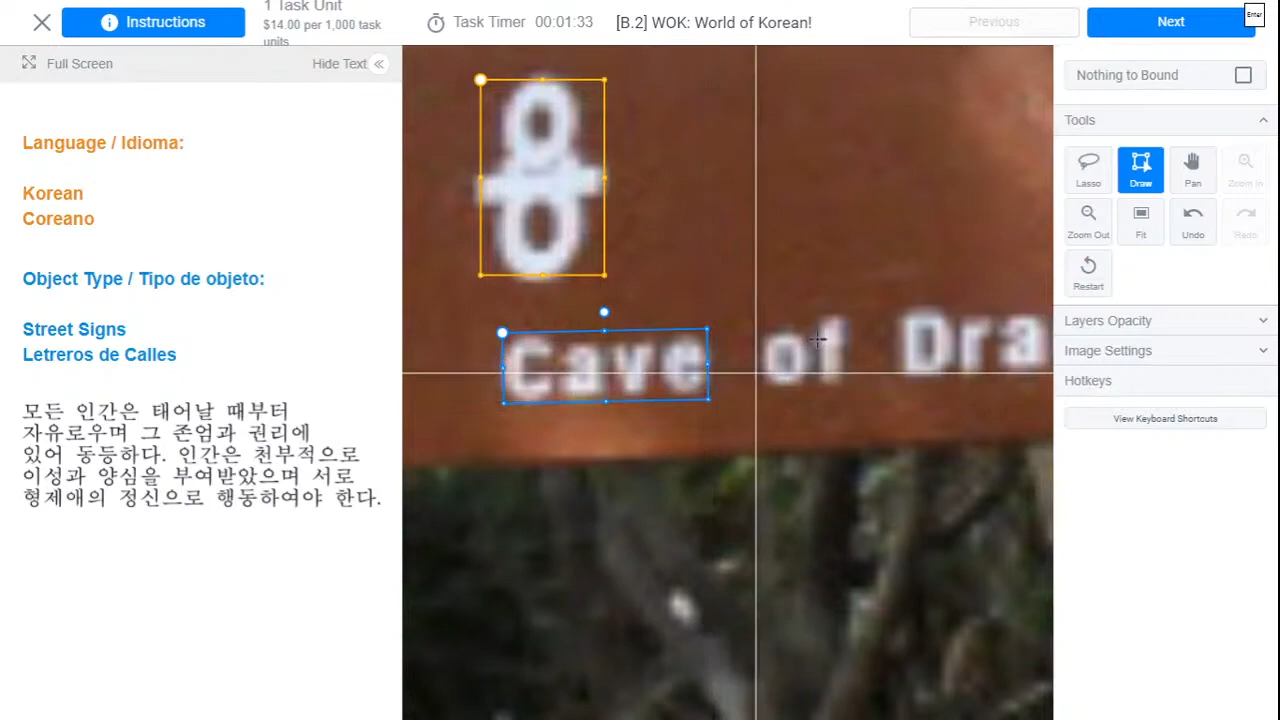 Instructions
1 Task Unit
$14.00 per 1,000 task
units
Task Timer 00:01:33
[B.2] WOK: World of Korean!
Previous
Next
Enter
Full Screen
Hide Text
Nothing to Bound
Language / Idioma:
Korean
Coreano
Object Type / Tipo de objeto:
Street Signs
Letreros de Calles
모든 인간은 태어날 때부터
자유로우며 그 존엄과 권리에
있어 동등하다. 인간은 천부적으로
이성과 양심을 부여받았으며 서로
형제애의 정신으로 행동하여야 한다.
용
Cave of Dra
Tools
Lasso
Draw
Pan
Zoom In
Zoom Out
Fit
Undo
Redo
Restart
Layers Opacity
Image Settings
Hotkeys
View Keyboard Shortcuts